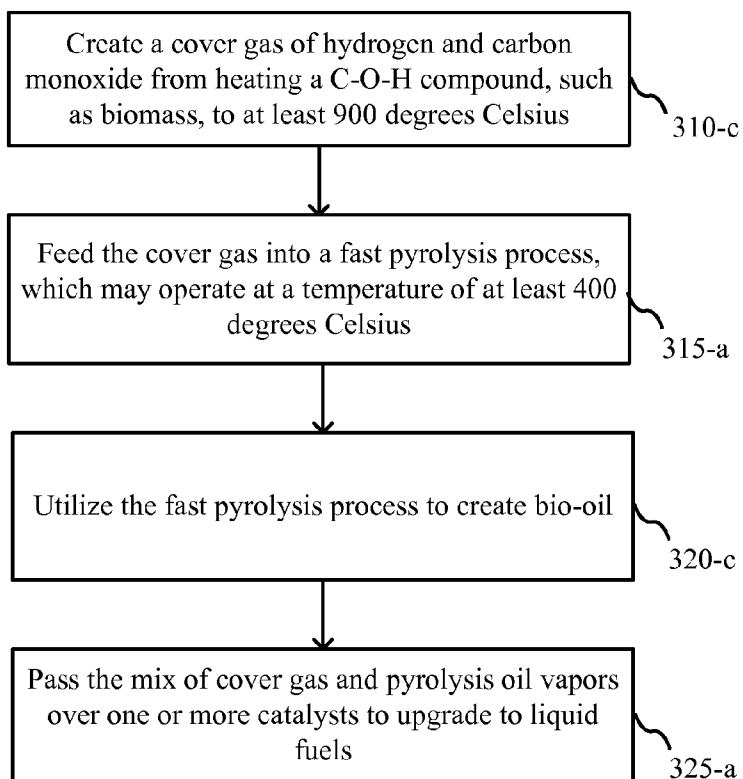 Create a cover gas of hydrogen and carbon
monoxide from heating a C-O-H compound, such
as biomass, to at least 900 degrees Celsius
310-c
Feed the cover gas into a fast pyrolysis process,
which may operate at a temperature of at least 400
degrees Celsius
315-a
Utilize the fast pyrolysis process to create bio-oil
320-c
Pass the mix of cover gas and pyrolysis oil vapors
over one or more catalysts to upgrade to liquid
fuels
325-a